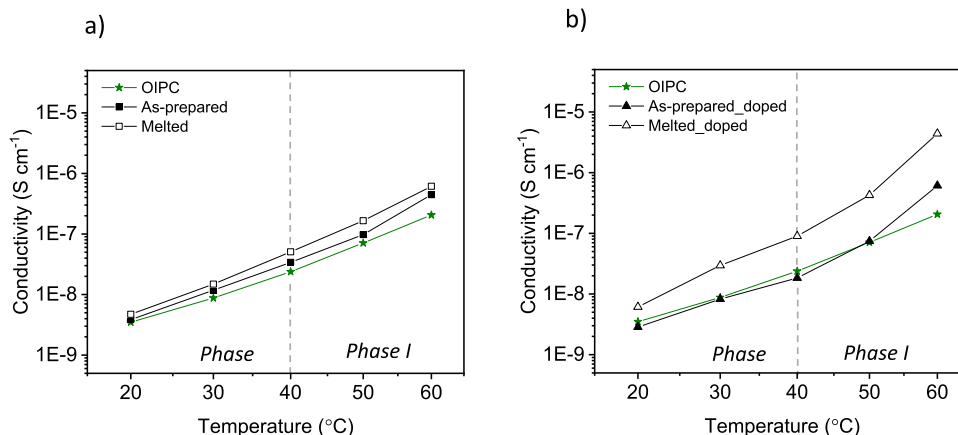 a)
Conductivity (S cm⁻¹)
1E-5
1E-6
1E-7
1E-8
1E-9
OIPC
As-prepared
Melted
Phase
Phase I
20 30 40 50 60
Temperature (°C)
b)
Conductivity (S cm⁻¹)
1E-5
1E-6
1E-7
1E-8
1E-9
OIPC
As-prepared_doped
Melted_doped
Phase
Phase I
20 30 40 50 60
Temperature (°C)